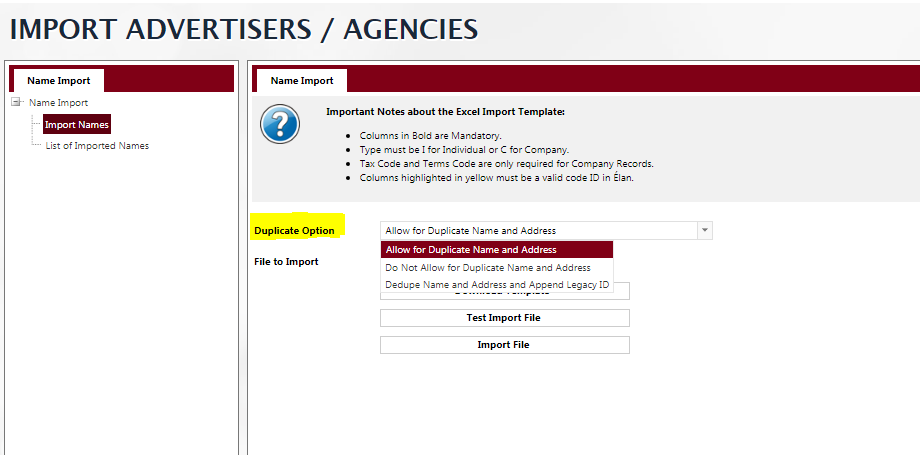 IMPORT ADVERTISERS / AGENCIES
Name Import
Name Import
Import Names
List of Imported Names
Name Import
Important Notes about the Excel Import Template:
Columns in Bold are Mandatory.
Type must be I for Individual or C for Company.
Tax Code and Terms Code are only required for Company Records.
Columns highlighted in yellow must be a valid code ID in Élan.
Duplicate Option
Allow for Duplicate Name and Address
Allow for Duplicate Name and Address
Do Not Allow for Duplicate Name and Address
Dedupe Name and Address and Append Legacy ID
File to Import
Download Template
Test Import File
Import File